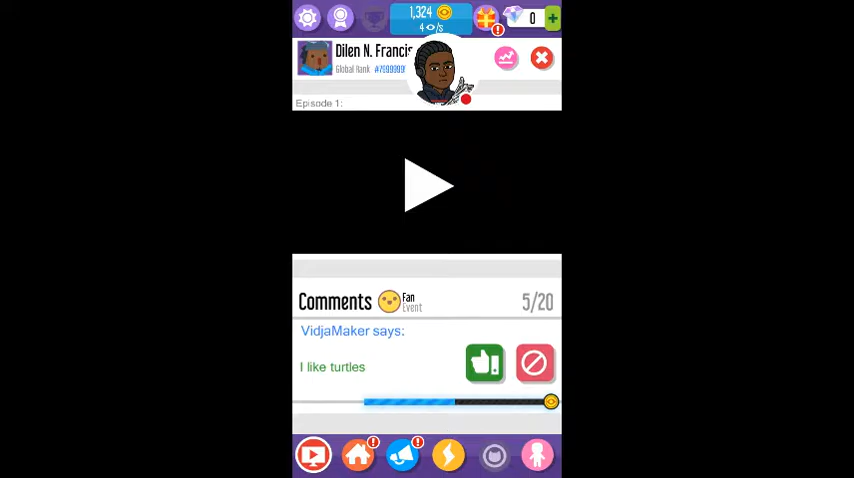 1,324
4 /s
0
Dilen N. Francis
Global Rank
Episode 1:
Comments
Fan
Event
5/20
VidjaMaker says:
I like turtles